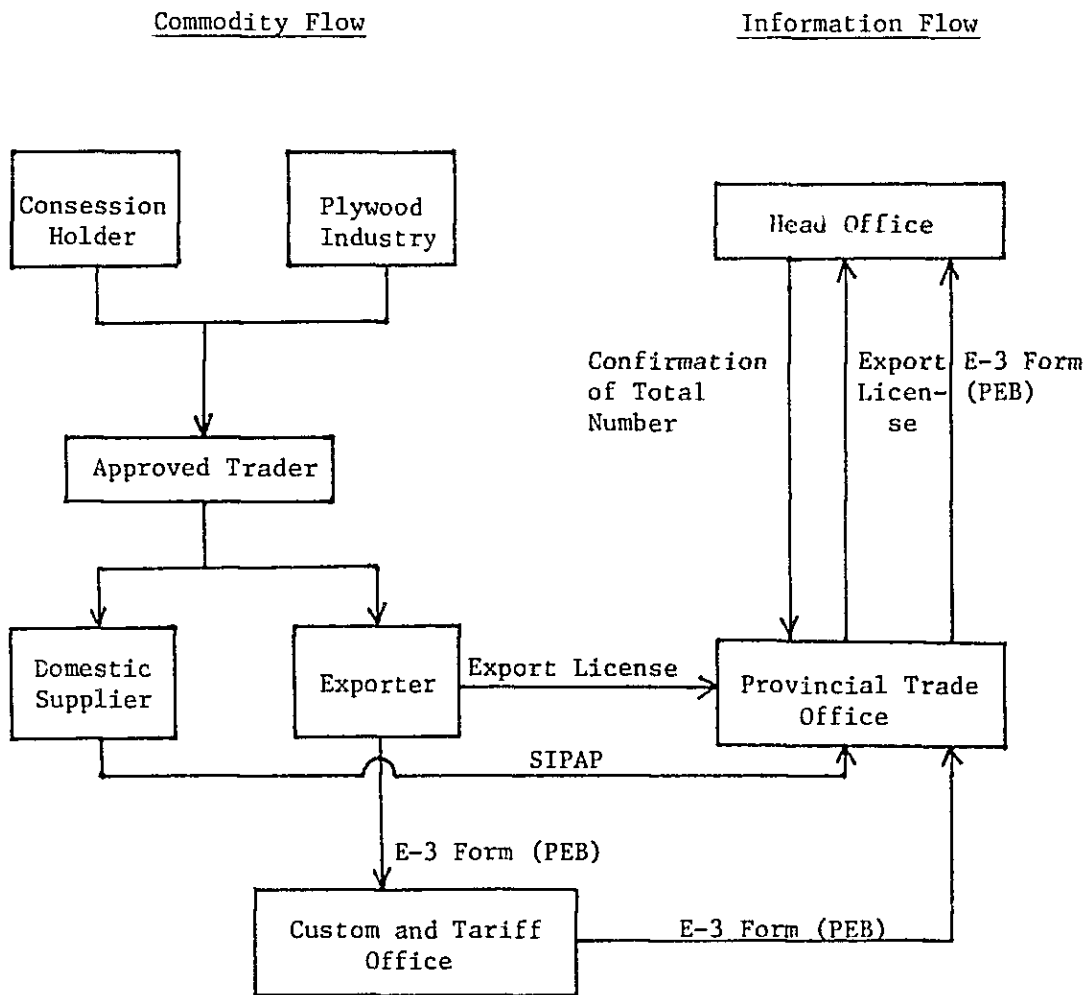 Commodity Flow
Information Flow
Consession
Holder
Plywood
Industry
Head Office
Confirmation
of Total
Number
Export
Licen-
se
E-3 Form
(PEB)
Approved Trader
Domestic
Supplier
Exporter
Export License
Provincial Trade
Office
SIPAP
E-3 Form (PEB)
Custom and Tariff
Office
E-3 Form (PEB)